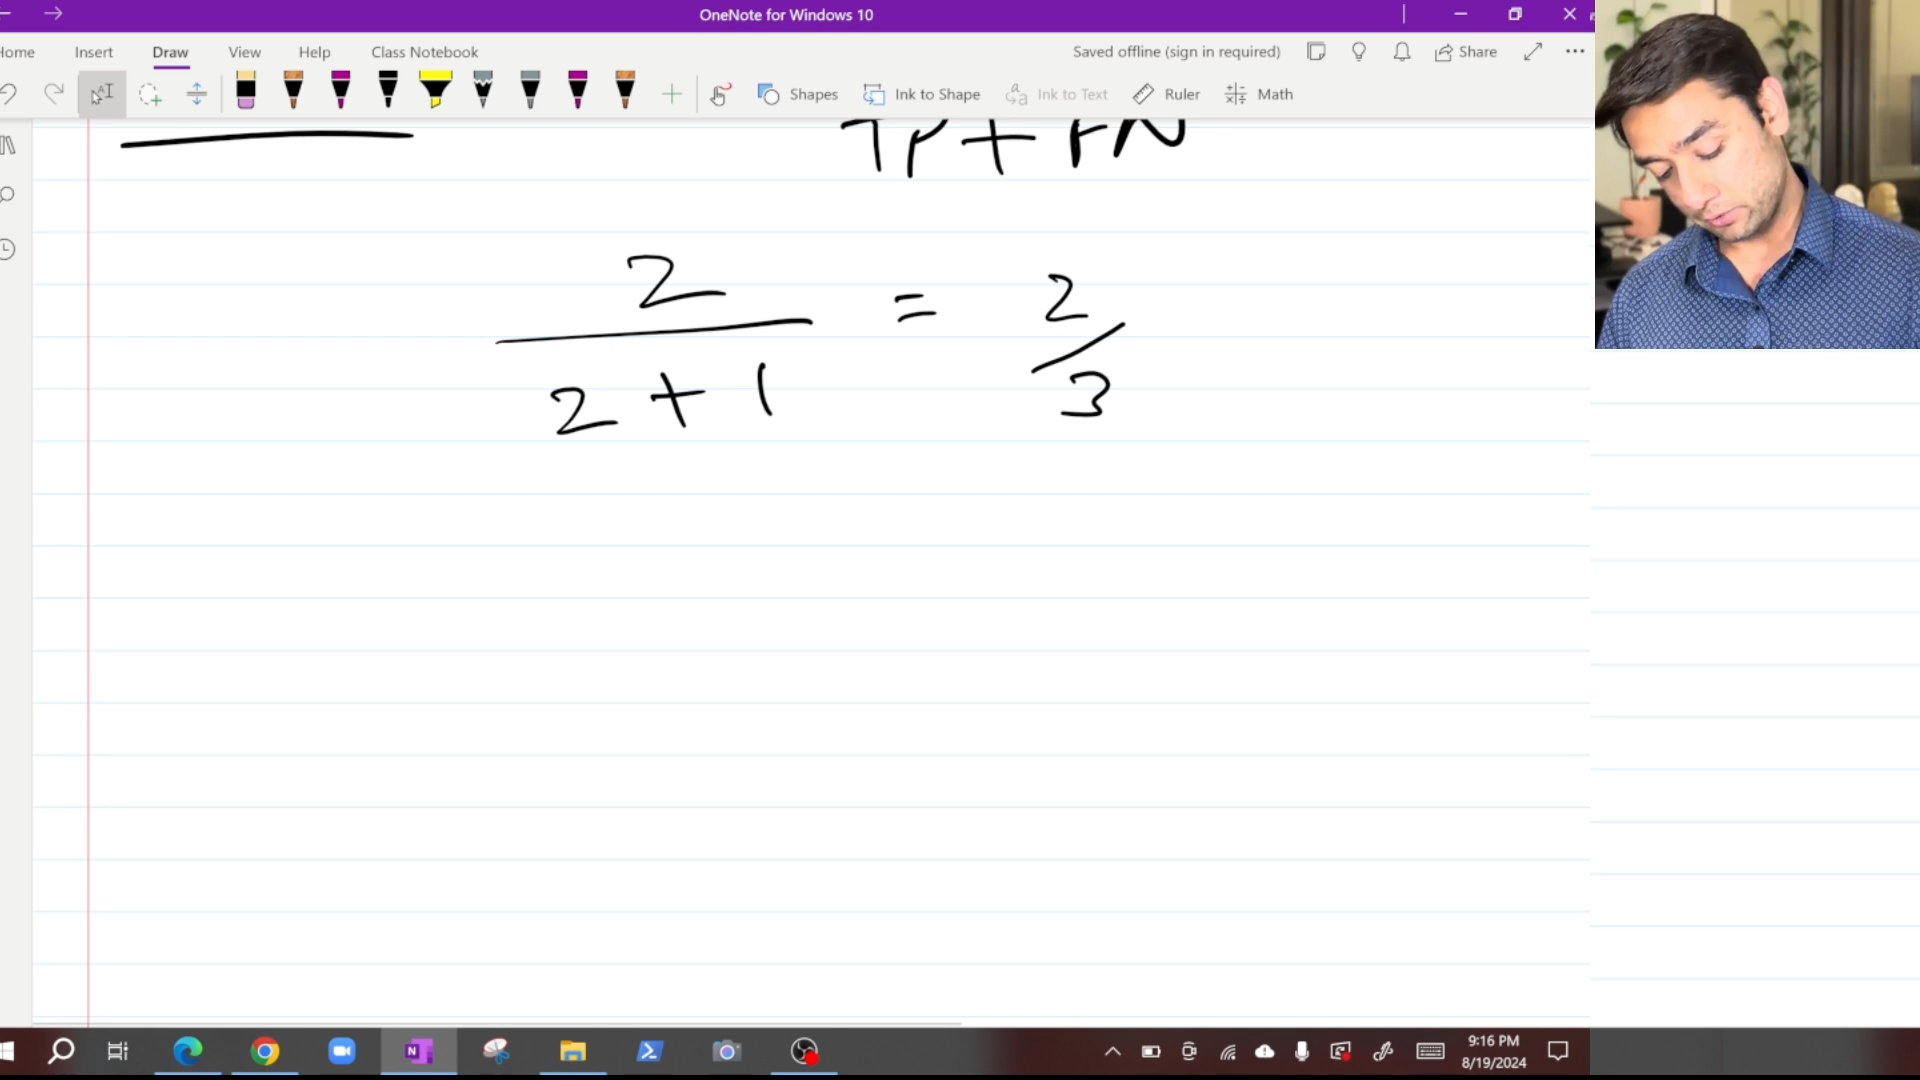 OneNote for Windows 10
Home Insert Draw View Help Class Notebook Saved offline (sign in required) Share
Shapes Ink to Shape Ink to Text Ruler Math
TP + FN
2
2 + 1
= 2/3
9:16 PM
8/19/2024